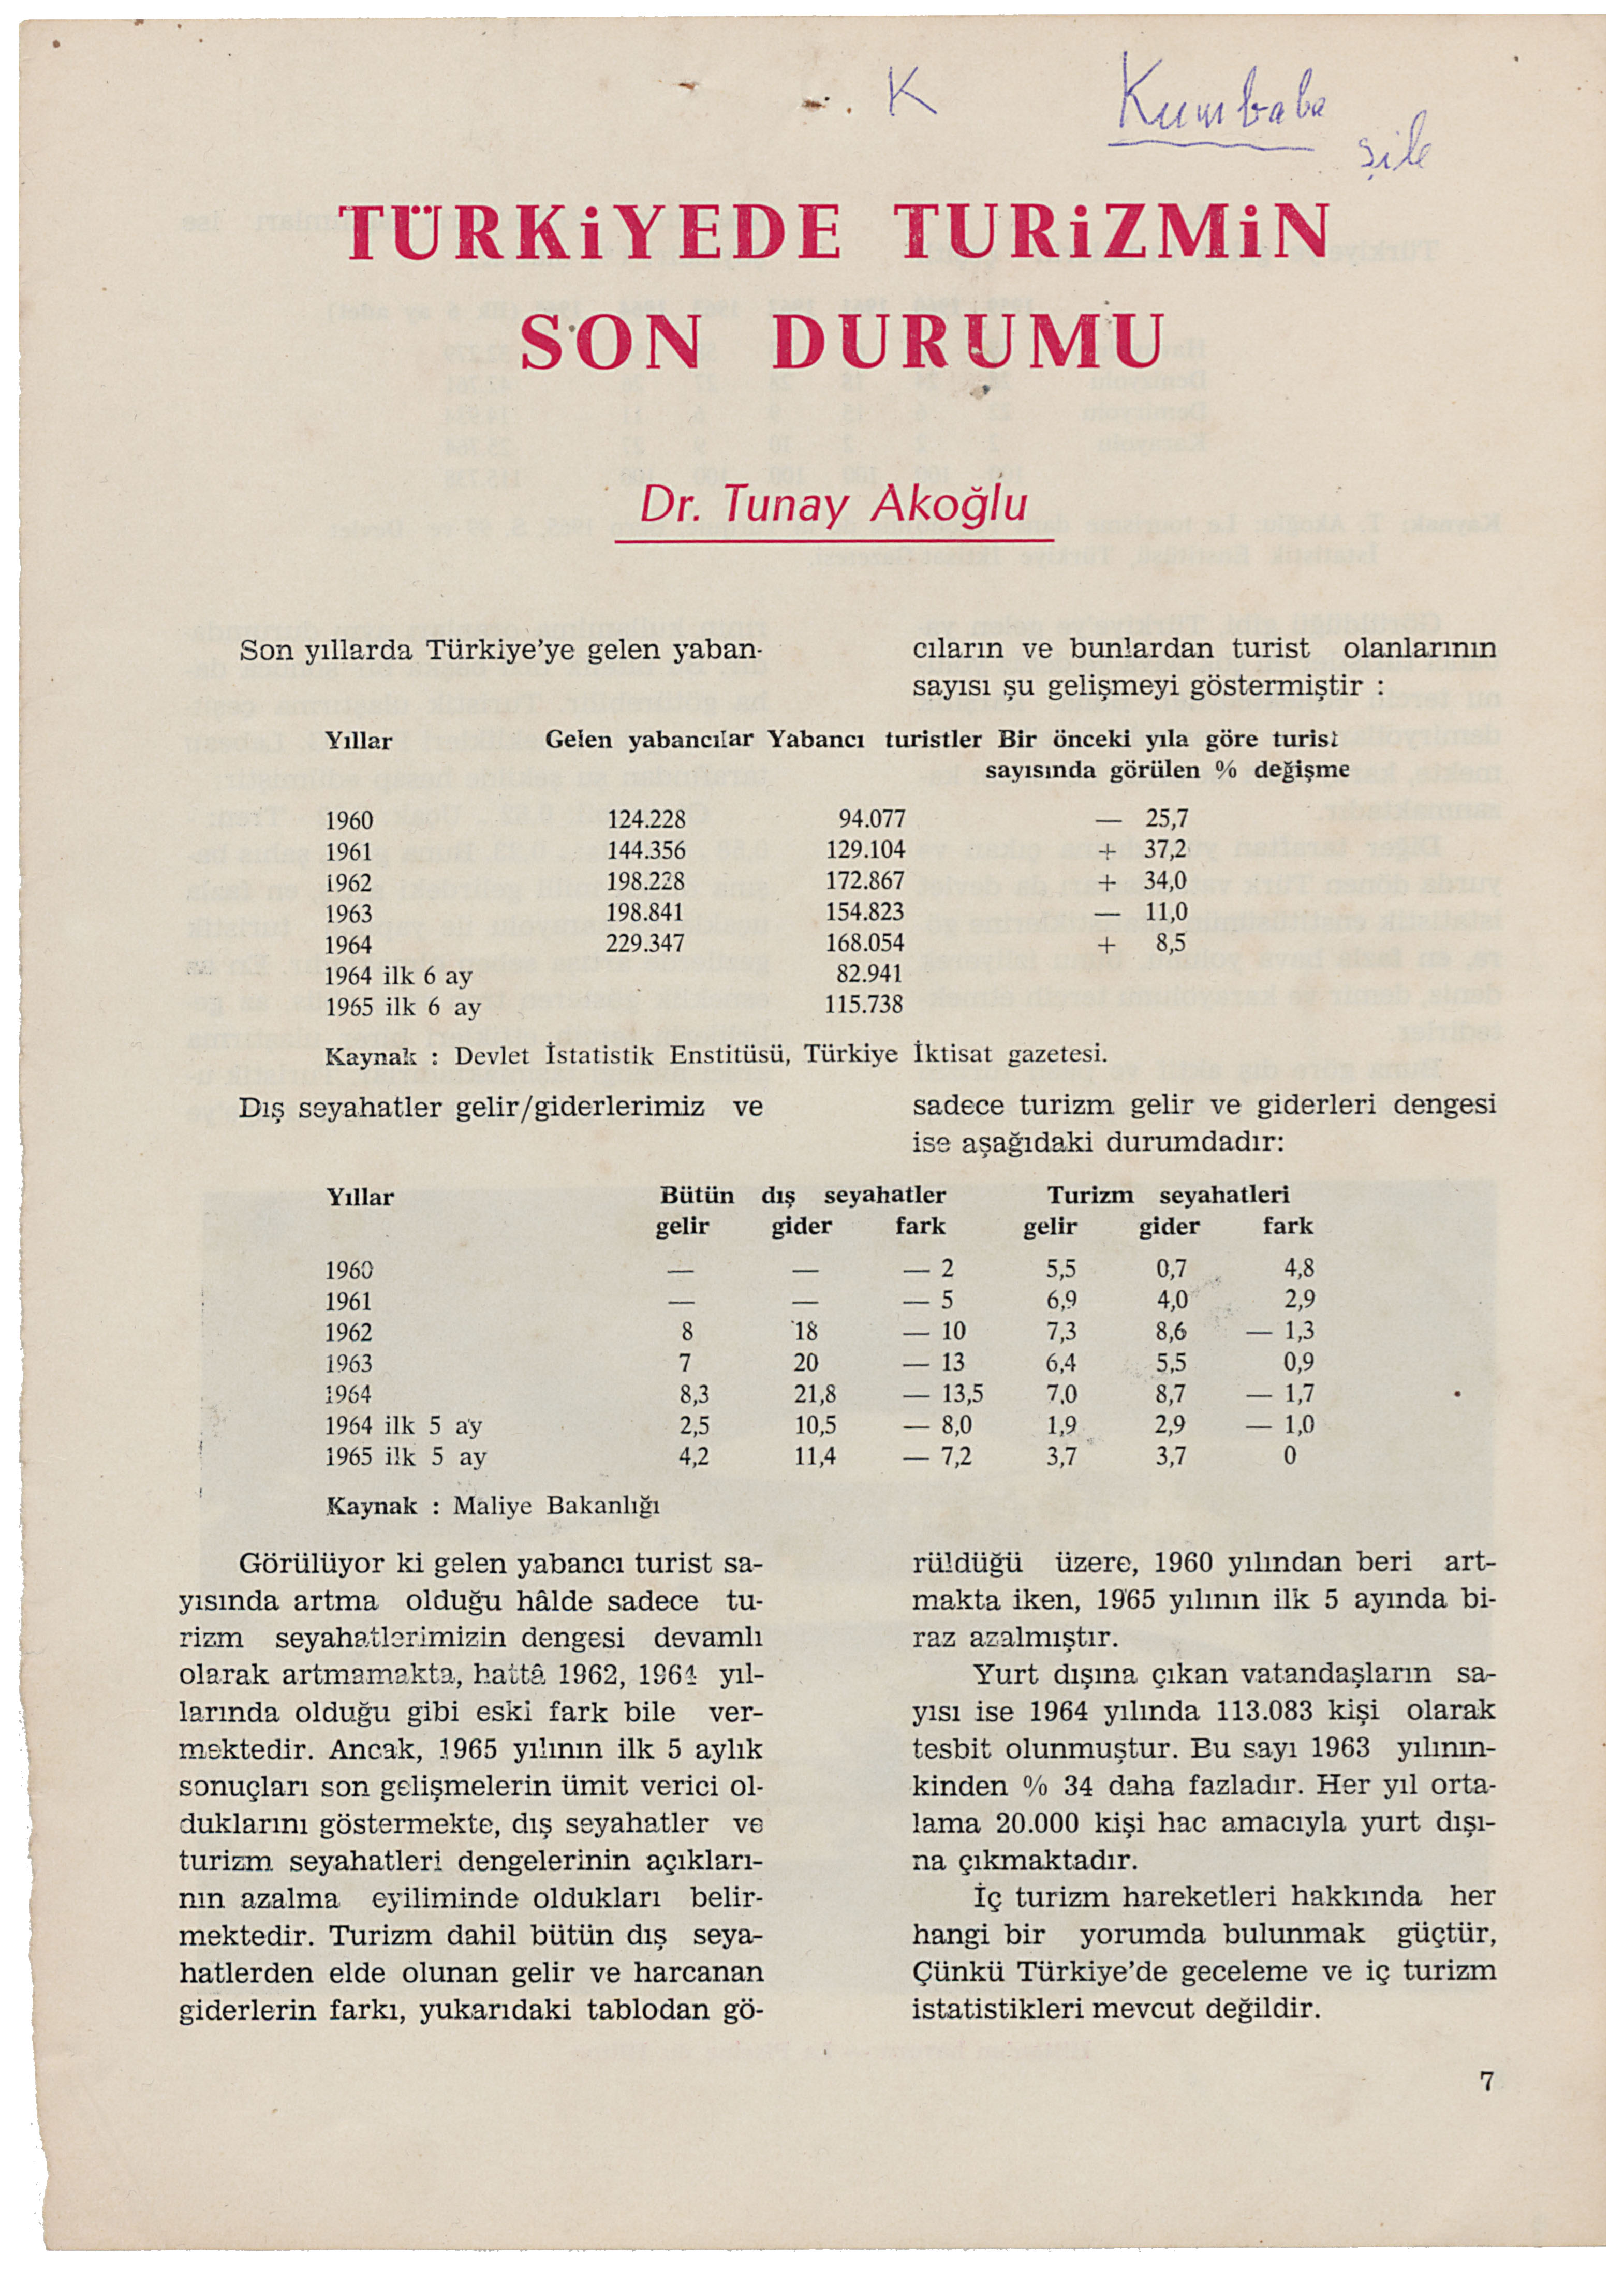 K
Kumbaba
şile
TÜRKiYEDE TURiZMiN
SON DURUMU
Dr. Tunay Akoğlu
Son yıllarda Türkiye'ye gelen yaban-
cıların ve bunlardan turist olanlarının
sayısı şu gelişmeyi göstermiştir :
Yıllar Gelen yabancılar Yabancı turistler Bir önceki yıla göre turist
sayısında görülen % değişme
1960 124.228 94.077 — 25,7
1961 144.356 129.104 + 37,2
1962 198.228 172.867 + 34,0
1963 198.841 154.823 — 11,0
1964 229.347 168.054 + 8,5
1964 ilk 6 ay 82.941
1965 ilk 6 ay 115.738
Kaynak : Devlet İstatistik Enstitüsü, Türkiye İktisat gazetesi.
Dış seyahatler gelir/giderlerimiz ve
sadece turizm gelir ve giderleri dengesi
ise aşağıdaki durumdadır:
Yıllar Bütün dış seyahatler Turizm seyahatleri
gelir gider fark gelir gider fark
1960 — — — 2 5,5 0,7 4,8
1961 — — — 5 6,9 4,0 2,9
1962 8 18 — 10 7,3 8,6 — 1,3
1963 7 20 — 13 6,4 5,5 0,9
1964 8,3 21,8 — 13,5 7,0 8,7 — 1,7
1964 ilk 5 ay 2,5 10,5 — 8,0 1,9 2,9 — 1,0
1965 ilk 5 ay 4,2 11,4 — 7,2 3,7 3,7 0
Kaynak : Maliye Bakanlığı
Görülüyor ki gelen yabancı turist sa-
yısında artma olduğu hâlde sadece tu-
rizm seyahatlerimizin dengesi devamlı
olarak artmamakta, hattâ 1962, 1964 yıl-
larında olduğu gibi eski fark bile ver-
mektedir. Ancak, 1965 yılının ilk 5 aylık
sonuçları son gelişmelerin ümit verici ol-
duklarını göstermekte, dış seyahatler ve
turizm seyahatleri dengelerinin açıkları-
nın azalma eyiliminde oldukları belir-
mektedir. Turizm dahil bütün dış seya-
hatlerden elde olunan gelir ve harcanan
giderlerin farkı, yukarıdaki tablodan gö-
rüldüğü üzere, 1960 yılından beri art-
makta iken, 1965 yılının ilk 5 ayında bi-
raz azalmıştır.
Yurt dışına çıkan vatandaşların sa-
yısı ise 1964 yılında 113.083 kişi olarak
tesbit olunmuştur. Bu sayı 1963 yılının-
kinden % 34 daha fazladır. Her yıl orta-
lama 20.000 kişi hac amacıyla yurt dışı-
na çıkmaktadır.
İç turizm hareketleri hakkında her
hangi bir yorumda bulunmak güçtür,
Çünkü Türkiye'de geceleme ve iç turizm
istatistikleri mevcut değildir.
7